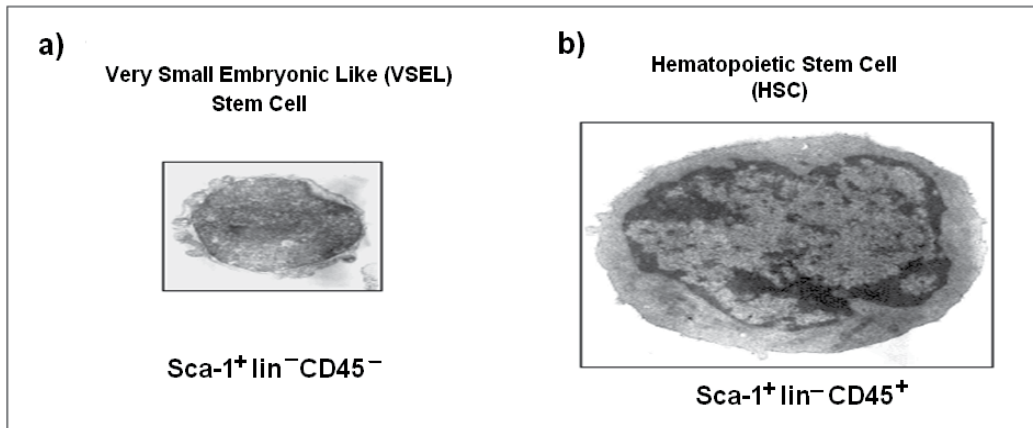 a)
Very Small Embryonic Like (VSEL)
Stem Cell
Sca-1⁺ lin⁻ CD45⁻
b)
Hematopoietic Stem Cell
(HSC)
Sca-1⁺ lin⁻ CD45⁺